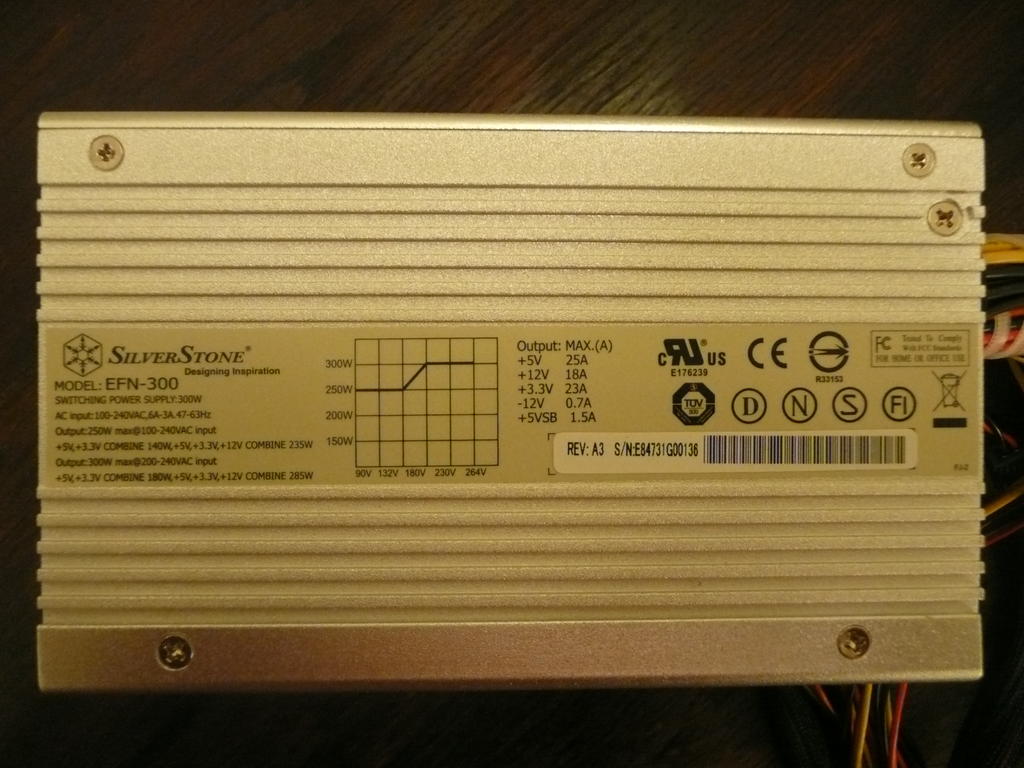 SILVERSTONE®
Designing Inspiration
MODEL: EFN-300
SWITCHING POWER SUPPLY:300W
AC input:100-240VAC,6A-3A.47-63Hz
Output:250W max@100-240VAC input
+5V,+3.3V COMBINE 140W,+5V,+3.3V,+12V COMBINE 235W
Output:300W max@200-240VAC input
+5V,+3.3V COMBINE 180W,+5V,+3.3V,+12V COMBINE 285W
300W
250W
200W
150W
90V 132V 180V 230V 264V
Output: MAX.(A)
+5V 25A
+12V 18A
+3.3V 23A
-12V 0.7A
+5VSB 1.5A
c RU ® US
E176239
CE
R33153
FC Tested To Comply
With FCC Standards
FOR HOME OR OFFICE USE
TÜV
D N S FI
REV: A3 S/N:E84731G00136